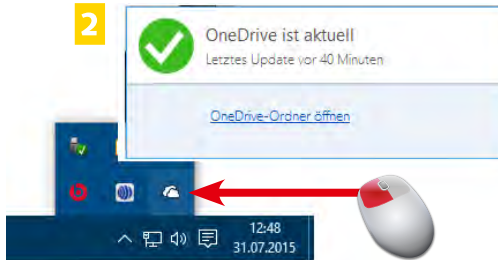 2
OneDrive ist aktuell
Letztes Update vor 40 Minuten
OneDrive-Ordner öffnen
12:48
31.07.2015